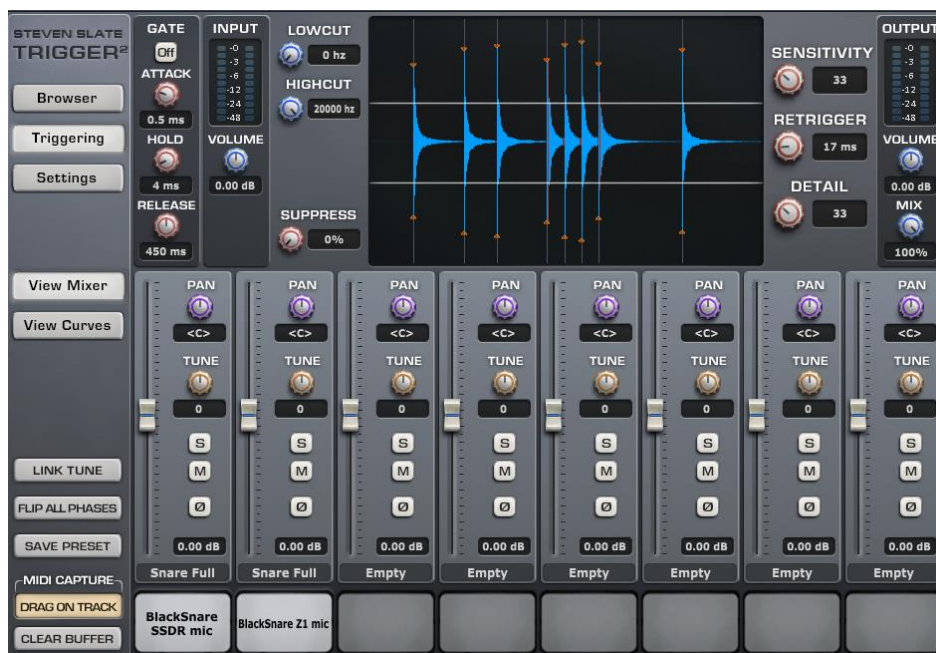 STEVEN SLATE
TRIGGER²
Browser
Triggering
Settings
View Mixer
View Curves
LINK TUNE
FLIP ALL PHASES
SAVE PRESET
MIDI CAPTURE
DRAG ON TRACK
CLEAR BUFFER
GATE
Off
ATTACK
0.5 ms
HOLD
4 ms
RELEASE
450 ms
INPUT
-0
-3
-6
-12
-24
-48
VOLUME
0.00 dB
LOWCUT
0 hz
HIGHCUT
20000 hz
SUPPRESS
0%
SENSITIVITY
33
RETRIGGER
17 ms
DETAIL
33
OUTPUT
-0
-3
-6
-12
-24
-48
VOLUME
0.00 dB
MIX
100%
PAN PAN PAN PAN PAN PAN PAN PAN
<C> <C> <C> <C> <C> <C> <C> <C>
TUNE TUNE TUNE TUNE TUNE TUNE TUNE TUNE
0 0 0 0 0 0 0 0
S S S S S S S S
M M M M M M M M
Ø Ø Ø Ø Ø Ø Ø Ø
0.00 dB 0.00 dB 0.00 dB 0.00 dB 0.00 dB 0.00 dB 0.00 dB 0.00 dB
Snare Full Snare Full Empty Empty Empty Empty Empty Empty
BlackSnare
SSDR mic
BlackSnare Z1 mic